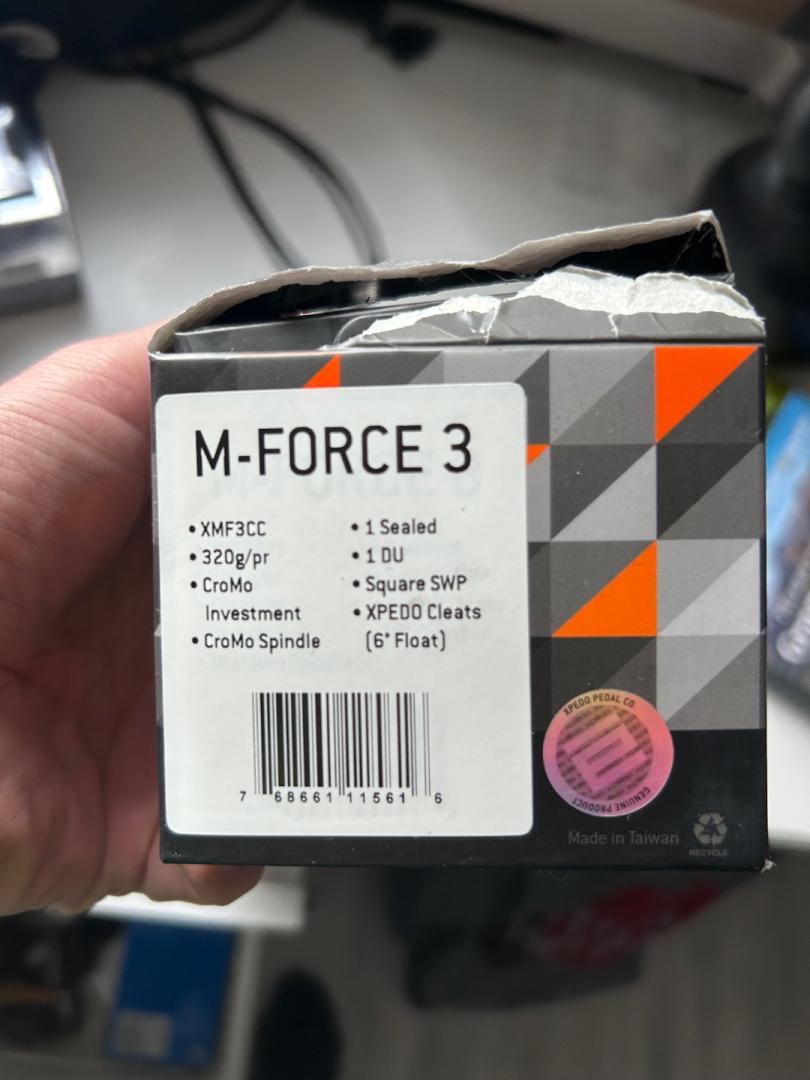 M-FORCE 3
• XMF3CC
• 320g/pr
• CroMo
Investment
• CroMo Spindle
• 1 Sealed
• 1 DU
• Square SWP
• XPEDO Cleats
(6° Float)
7 68661 11561 6
XPEDO PEDAL CO.
GENUINE PRODUCT
Made in Taiwan
RECYCLE